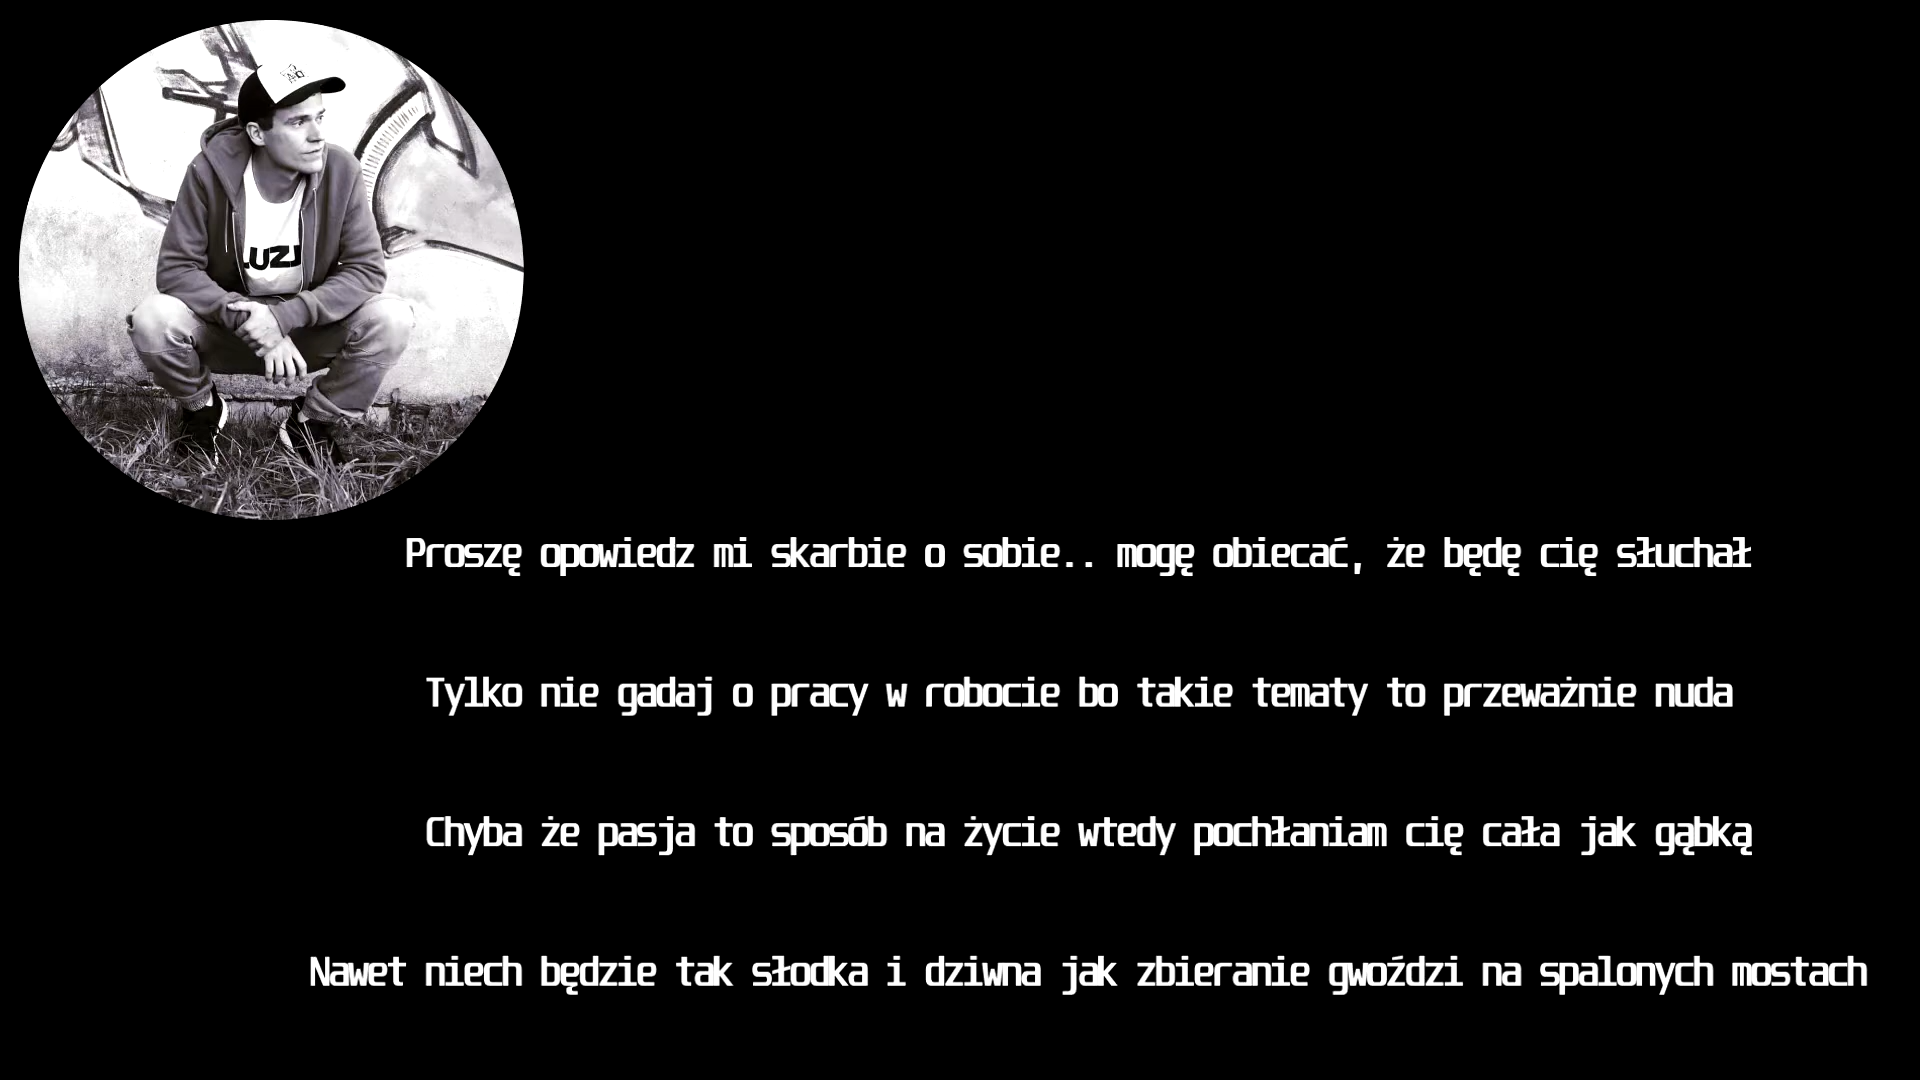 LUZ
Proszę opowiedz mi skarbie o sobie.. mogę obiecać, że będę cię słuchał
Tylko nie gadaj o pracy w robocie bo takie tematy to przeważnie nuda
Chyba że pasja to sposób na życie wtedy pochłaniam cię cała jak gąbką
Nawet niech będzie tak słodka i dziwna jak zbieranie gwoździ na spalonych mostach